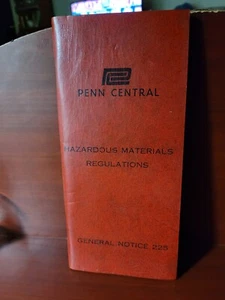 PENN CENTRAL
HAZARDOUS MATERIALS
REGULATIONS
GENERAL NOTICE 225